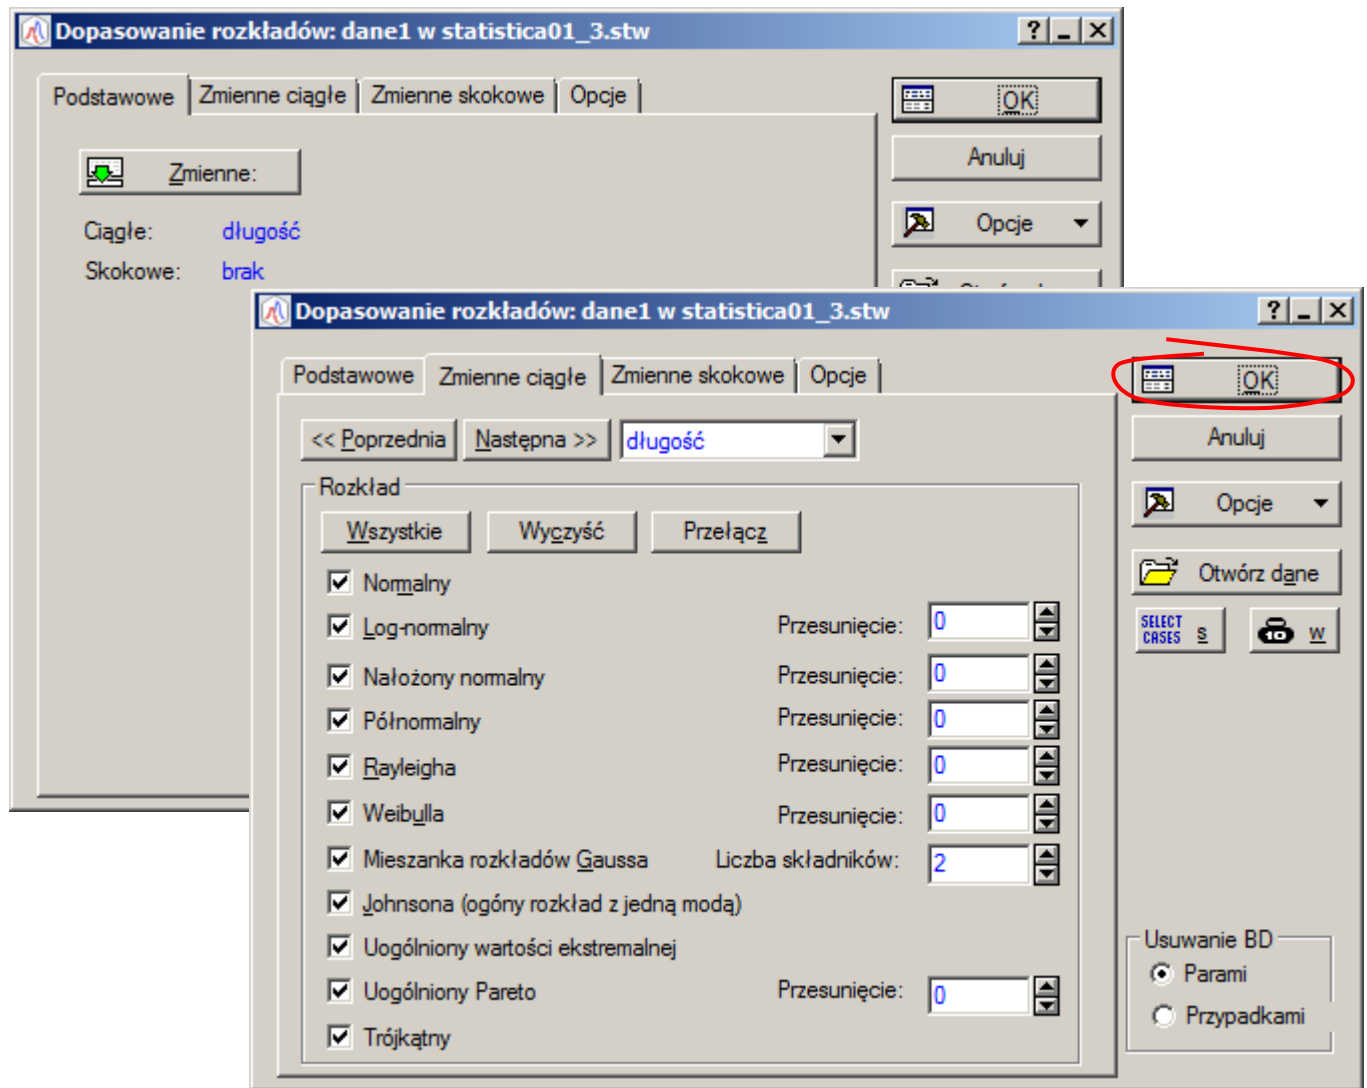 Dopasowanie rozkładów: dane1 w statistica01_3.stw
Podstawowe Zmienne ciągłe Zmienne skokowe Opcje
OK
Anuluj
Zmienne:
Opcje
Ciągłe: długość
Skokowe: brak
Dopasowanie rozkładów: dane1 w statistica01_3.stw
Podstawowe Zmienne ciągłe Zmienne skokowe Opcje
OK
<< Poprzednia Następna >> długość
Anuluj
Rozkład
Wszystkie Wyczyść Przełącz
Opcje
Normalny
Otwórz dane
Log-normalny Przesunięcie: 0
SELECT CASES S
10 W
Nałożony normalny Przesunięcie: 0
Półnormalny Przesunięcie: 0
Rayleigha Przesunięcie: 0
Weibulla Przesunięcie: 0
Mieszanka rozkładów Gaussa Liczba składników: 2
Johnsona (ogóny rozkład z jedną modą)
Uogólniony wartości ekstremalnej
Uogólniony Pareto Przesunięcie: 0
Trójkątny
Usuwanie BD
Parami
Przypadkami